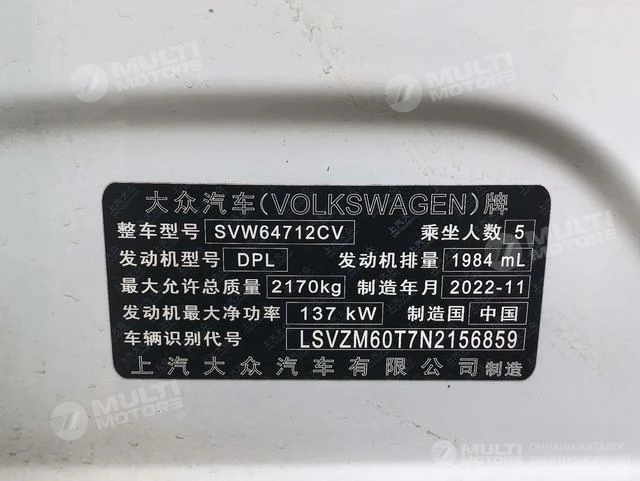 大众汽车(VOLKSWAGEN)牌
整车型号 SVW64712CV 乘坐人数 5
发动机型号 DPL 发动机排量 1984 mL
最大允许总质量 2170kg 制造年月 2022-11
发动机最大净功率 137 kW 制造国 中国
车辆识别代号 LSVZM60T7N2156859
上汽大众汽车有限公司 制造
MULTI MOTORS
MULTI MOTORS
MULTI MOTORS
MULTI MOTORS ОНЛАЙН-КАТАЛОГ